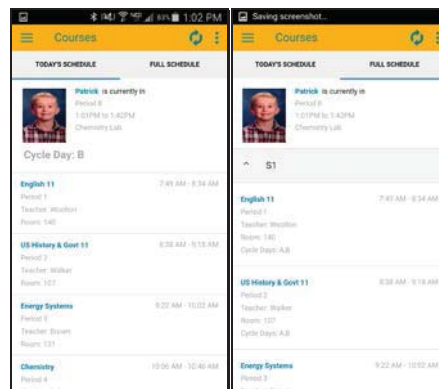 83% 1:02 PM
Courses
TODAY'S SCHEDULE FULL SCHEDULE
Patrick is currently in
Period 8
1:01PM to 1:42PM
Chemistry Lab
Cycle Day: B
English 11 7:49 AM - 8:34 AM
Period 1
Teacher: Woolton
Room: 140
US History & Govt 11 8:38 AM - 9:18 AM
Period 2
Teacher: Walker
Room: 107
Energy Systems 9:22 AM - 10:02 AM
Period 3
Teacher:
Room: 131
Chemistry 10:06 AM - 10:46 AM
Period 4
Saving screenshot...
Courses
TODAY'S SCHEDULE FULL SCHEDULE
Patrick is currently in
Period 8
1:01PM to 1:42PM
Chemistry Lab
S1
English 11 7:49 AM - 8:34 AM
Period 1
Teacher: Woolton
Room: 140
Cycle Days: A,B
US History & Govt 11 8:38 AM - 9:18 AM
Period 2
Teacher: Walker
Room: 107
Cycle Days: A,B
Energy Systems 9:22 AM - 10:02 AM
Period 3